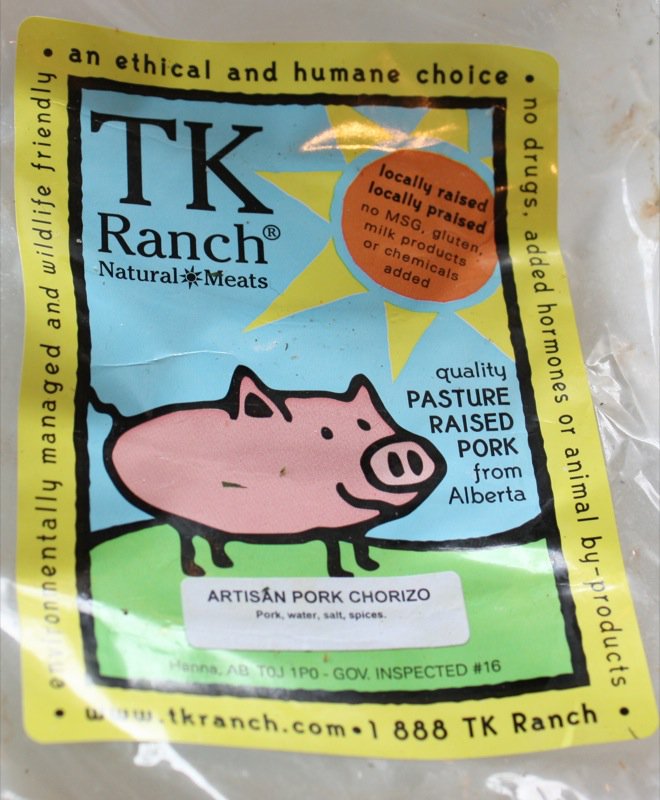 • an ethical and humane choice •
no drugs, added hormones or animal by-products •
environmentally managed and wildlife friendly
TK
Ranch®
Natural Meats
locally raised
locally praised
no MSG, gluten,
milk products
or chemicals
added
quality
PASTURE
RAISED
PORK
from
Alberta
ARTISAN PORK CHORIZO
Pork, water, salt, spices.
Hanna, AB T0J 1P0 - GOV. INSPECTED #16
• www.tkranch.com • 1 888 TK Ranch